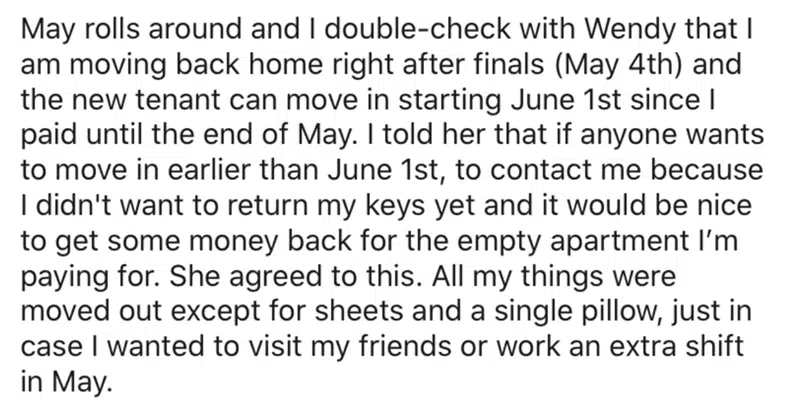 May rolls around and I double-check with Wendy that I
am moving back home right after finals (May 4th) and
the new tenant can move in starting June 1st since I
paid until the end of May. I told her that if anyone wants
to move in earlier than June 1st, to contact me because
I didn't want to return my keys yet and it would be nice
to get some money back for the empty apartment I’m
paying for. She agreed to this. All my things were
moved out except for sheets and a single pillow, just in
case I wanted to visit my friends or work an extra shift
in May.